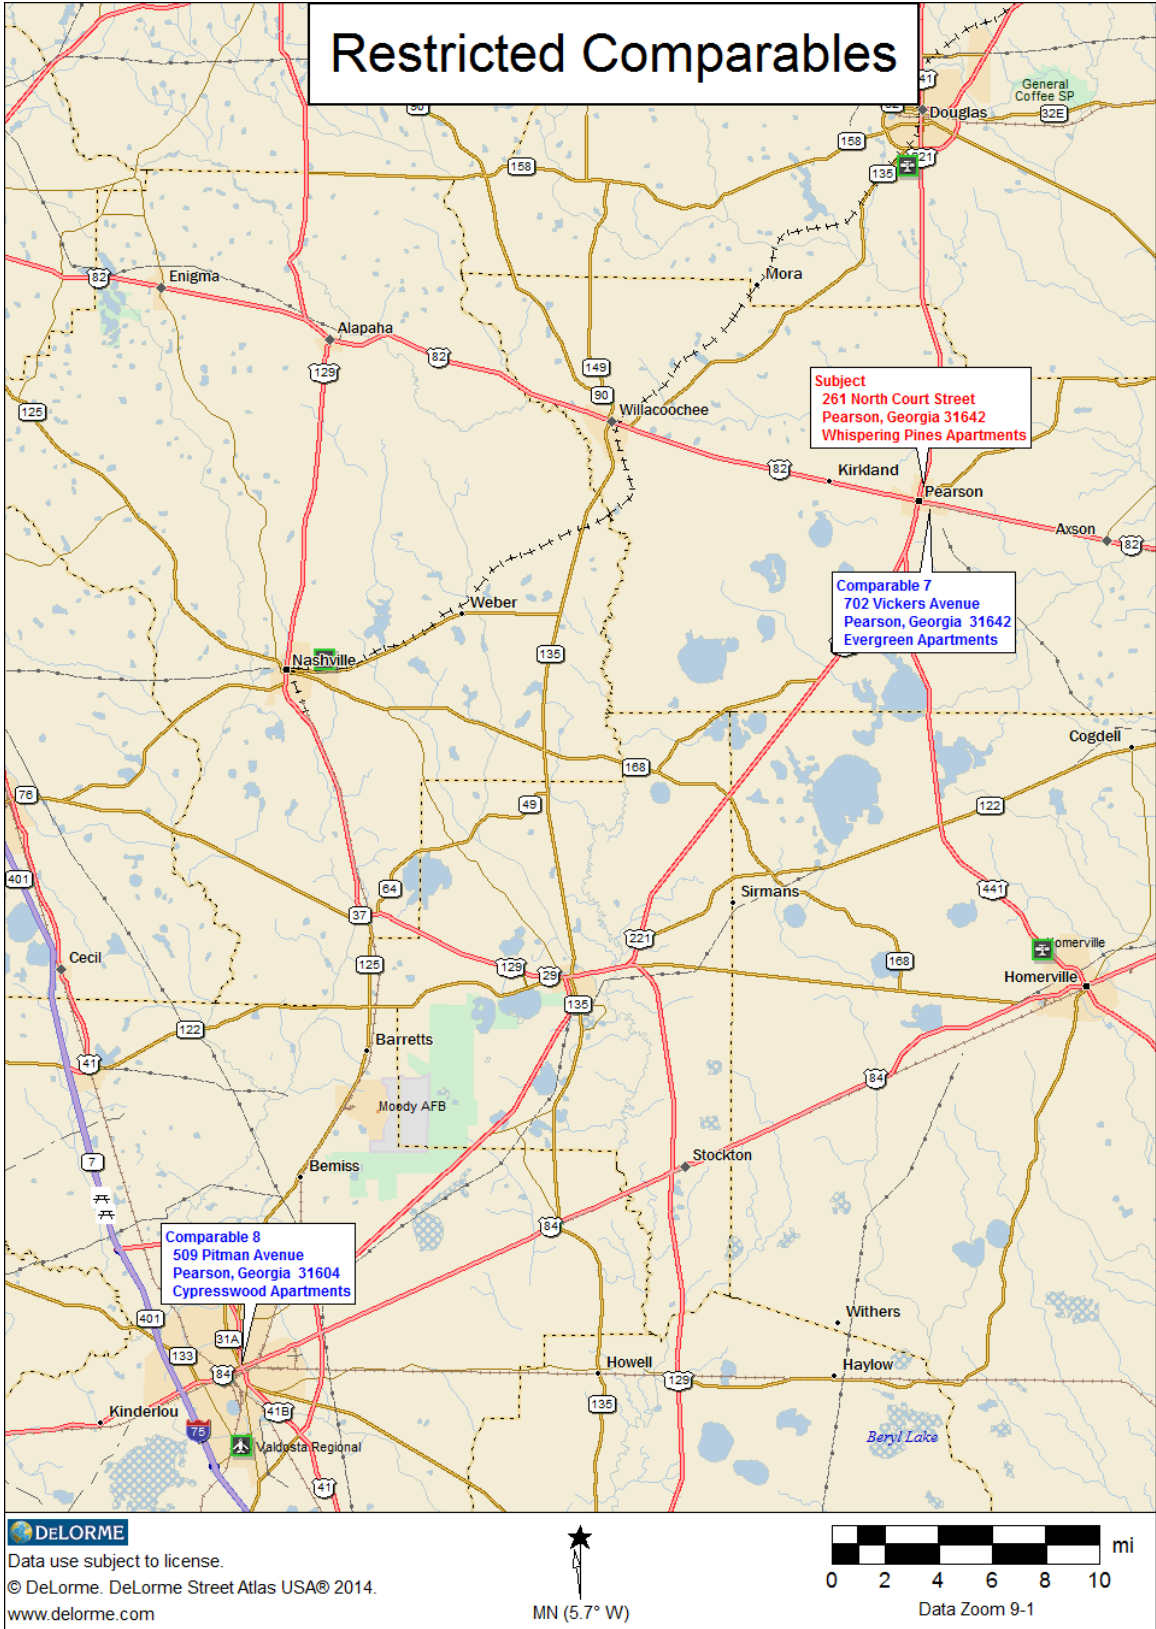 Restricted Comparables
41
General
Coffee SP
90
Douglas
32E
158
158
221
135
Mora
82
Enigma
Alapaha
82
129
149
90
125
Willacoochee
Subject
261 North Court Street
Pearson, Georgia 31642
Whispering Pines Apartments
82
Kirkland
Pearson
Axson
82
Comparable 7
702 Vickers Avenue
Pearson, Georgia 31642
Evergreen Apartments
Weber
135
Nashville
Cogdell
168
76
49
122
401
64
Sirmans
441
37
221
omerville
Cecil
125
129
29
168
Homerville
135
122
Barretts
41
84
Moody AFB
7
Stockton
Bemiss
84
Comparable 8
509 Pitman Avenue
Pearson, Georgia 31604
Cypresswood Apartments
401
31A
Withers
133
84
Howell
Haylow
129
135
Kinderlou
41B
75
Valdosta Regional
Beryl Lake
41
DELORME
Data use subject to license.
© DeLorme. DeLorme Street Atlas USA® 2014.
www.delorme.com
MN (5.7° W)
mi
0 2 4 6 8 10
Data Zoom 9-1